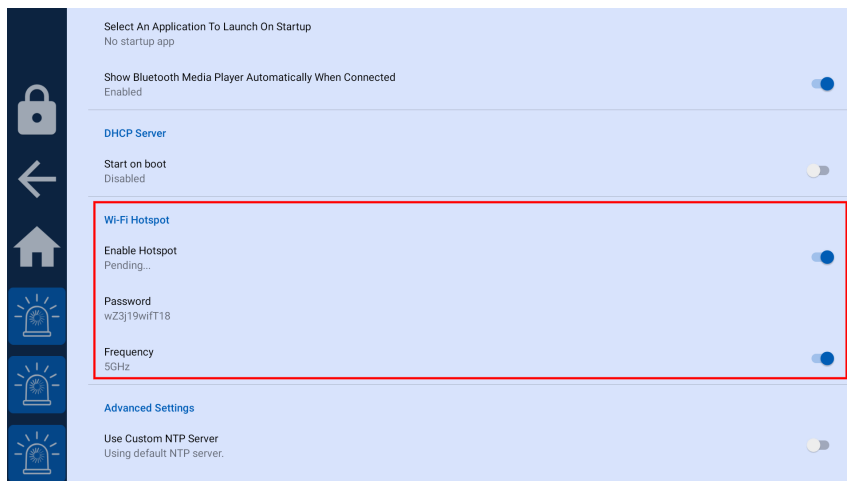 Select An Application To Launch On Startup
No startup app
Show Bluetooth Media Player Automatically When Connected
Enabled
DHCP Server
Start on boot
Disabled
Wi-Fi Hotspot
Enable Hotspot
Pending...
Password
wZ3j19wifT18
Frequency
5GHz
Advanced Settings
Use Custom NTP Server
Using default NTP server.